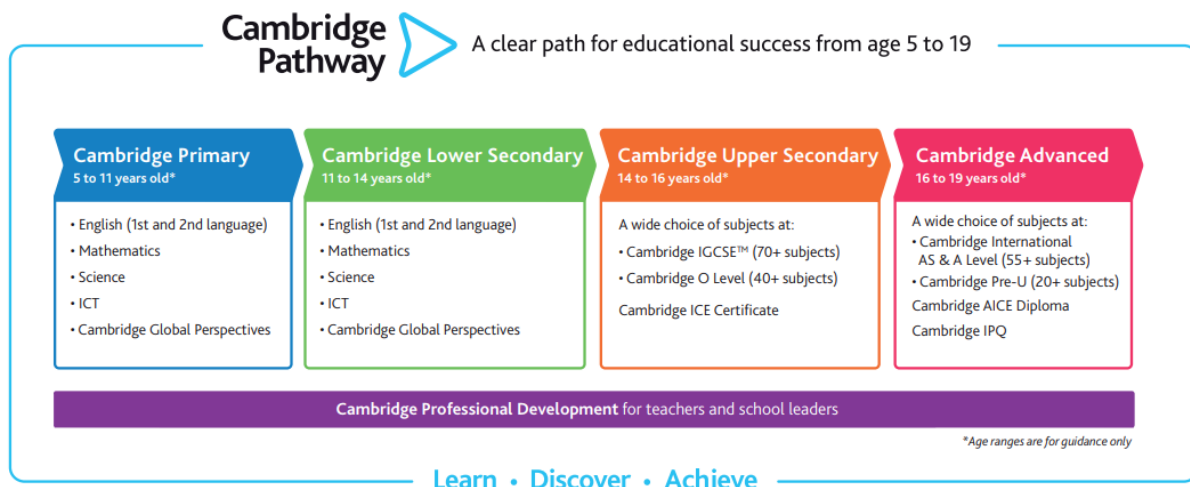 Cambridge
Pathway
A clear path for educational success from age 5 to 19
Cambridge Primary
5 to 11 years old*
• English (1st and 2nd language)
• Mathematics
• Science
• ICT
• Cambridge Global Perspectives
Cambridge Lower Secondary
11 to 14 years old*
• English (1st and 2nd language)
• Mathematics
• Science
• ICT
• Cambridge Global Perspectives
Cambridge Upper Secondary
14 to 16 years old*
A wide choice of subjects at:
• Cambridge IGCSE™ (70+ subjects)
• Cambridge O Level (40+ subjects)
Cambridge ICE Certificate
Cambridge Advanced
16 to 19 years old*
A wide choice of subjects at:
• Cambridge International
AS & A Level (55+ subjects)
• Cambridge Pre-U (20+ subjects)
Cambridge AICE Diploma
Cambridge IPQ
Cambridge Professional Development for teachers and school leaders
*Age ranges are for guidance only
Learn • Discover • Achieve